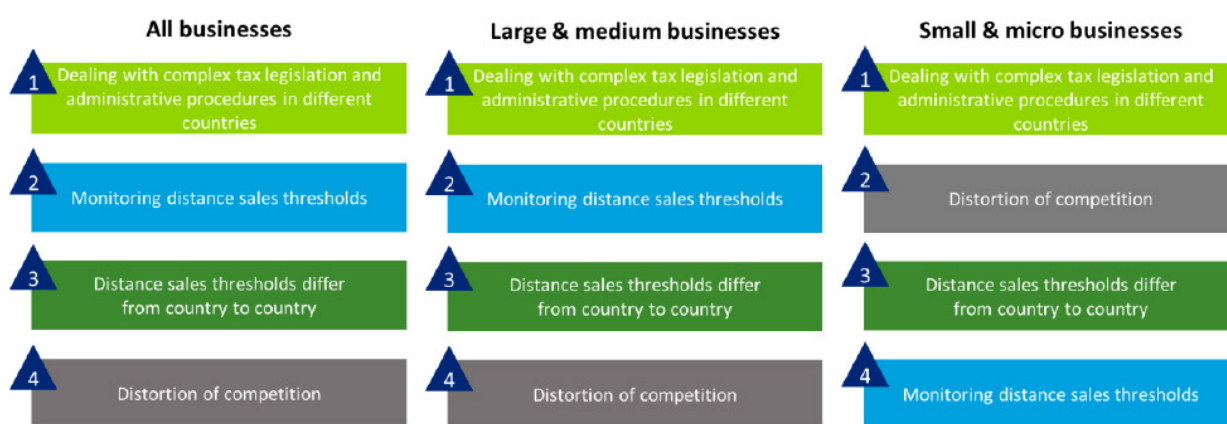 All businesses
1
Dealing with complex tax legislation and
administrative procedures in different
countries
2
Monitoring distance sales thresholds
3
Distance sales thresholds differ
from country to country
4
Distortion of competition
Large & medium businesses
1
Dealing with complex tax legislation and
administrative procedures in different
countries
2
Monitoring distance sales thresholds
3
Distance sales thresholds differ
from country to country
4
Distortion of competition
Small & micro businesses
1
Dealing with complex tax legislation and
administrative procedures in different
countries
2
Distortion of competition
3
Distance sales thresholds differ
from country to country
4
Monitoring distance sales thresholds